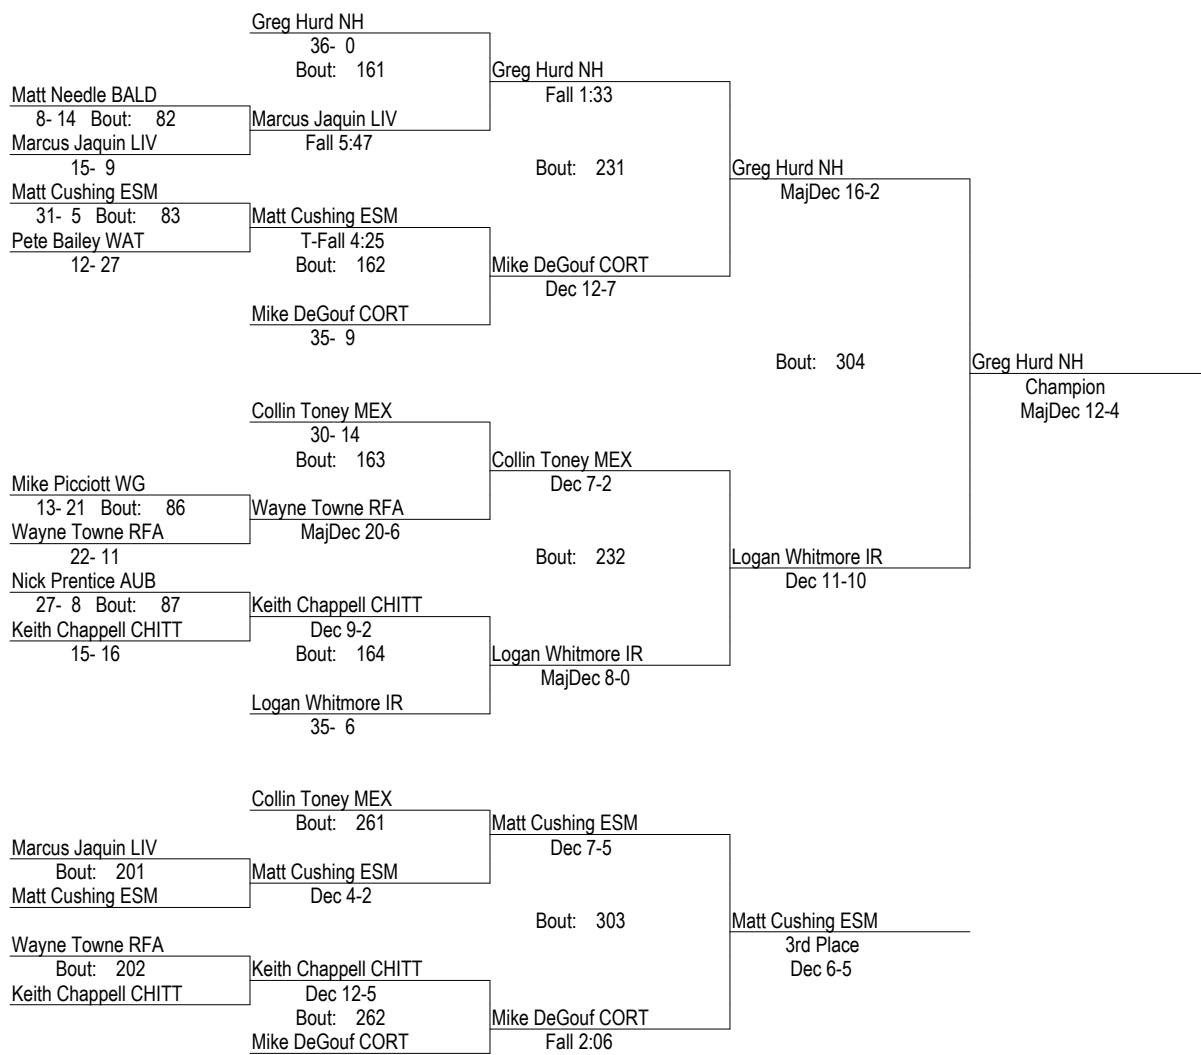 Greg Hurd NH
36- 0
Bout: 161
Greg Hurd NH
Fall 1:33
Matt Needle BALD
8- 14 Bout: 82
Marcus Jaquin LIV
Marcus Jaquin LIV
Fall 5:47
15- 9
Bout: 231
Greg Hurd NH
MajDec 16-2
Matt Cushing ESM
31- 5 Bout: 83
Matt Cushing ESM
Pete Bailey WAT
T-Fall 4:25
12- 27
Bout: 162
Mike DeGouf CORT
Dec 12-7
Mike DeGouf CORT
35- 9
Bout: 304
Greg Hurd NH
Champion
MajDec 12-4
Collin Toney MEX
30- 14
Bout: 163
Collin Toney MEX
Dec 7-2
Mike Picciott WG
13- 21 Bout: 86
Wayne Towne RFA
Wayne Towne RFA
MajDec 20-6
22- 11
Bout: 232
Logan Whitmore IR
Dec 11-10
Nick Prentice AUB
27- 8 Bout: 87
Keith Chappell CHITT
Keith Chappell CHITT
Dec 9-2
15- 16
Bout: 164
Logan Whitmore IR
MajDec 8-0
Logan Whitmore IR
35- 6
Collin Toney MEX
Bout: 261
Matt Cushing ESM
Dec 7-5
Marcus Jaquin LIV
Bout: 201
Matt Cushing ESM
Matt Cushing ESM
Dec 4-2
Bout: 303
Matt Cushing ESM
3rd Place
Dec 6-5
Wayne Towne RFA
Bout: 202
Keith Chappell CHITT
Keith Chappell CHITT
Dec 12-5
Bout: 262
Mike DeGouf CORT
Fall 2:06
Mike DeGouf CORT